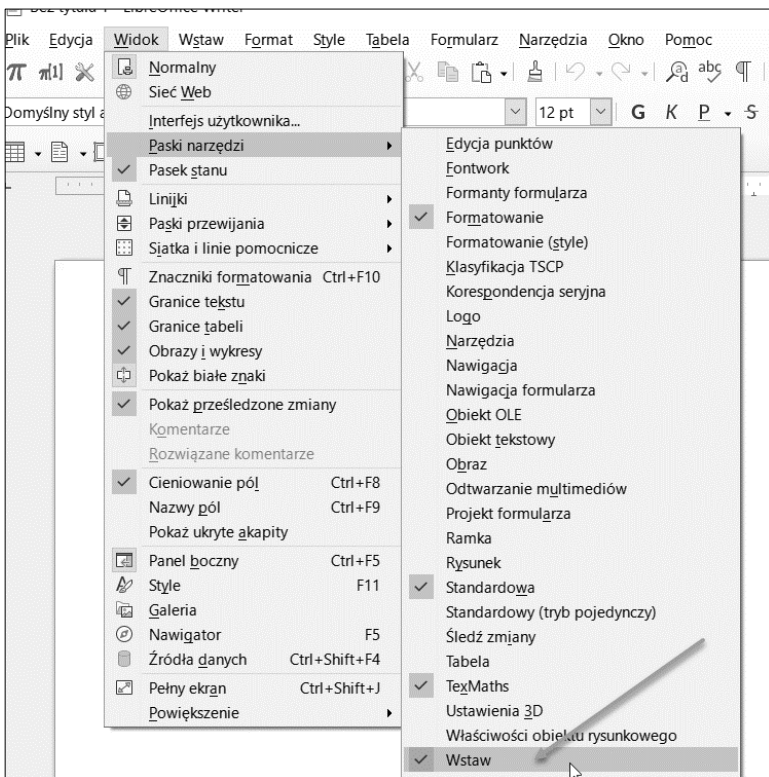 Bez tytułu 1 - LibreOffice Writer
Plik Edycja Widok Wstaw Format Style Tabela Formularz Narzędzia Okno Pomoc
π π[1] abç ¶
Domyślny styl 12 pt G K P S
Normalny
Sieć Web
Interfejs użytkownika...
Paski narzędzi
Pasek stanu
Linijki
Paski przewijania
Siatka i linie pomocnicze
Znaczniki formatowania Ctrl+F10
Granice tekstu
Granice tabeli
Obrazy i wykresy
Pokaż białe znaki
Pokaż prześledzone zmiany
Komentarze
Rozwiązane komentarze
Cieniowanie pól Ctrl+F8
Nazwy pól Ctrl+F9
Pokaż ukryte akapity
Panel boczny Ctrl+F5
Style F11
Galeria
Nawigator F5
Źródła danych Ctrl+Shift+F4
Pełny ekran Ctrl+Shift+J
Powiększenie
Edycja punktów
Fontwork
Formanty formularza
Formatowanie
Formatowanie (style)
Klasyfikacja TSCP
Korespondencja seryjna
Logo
Narzędzia
Nawigacja
Nawigacja formularza
Obiekt OLE
Obiekt tekstowy
Obraz
Odtwarzanie multimediów
Projekt formularza
Ramka
Rysunek
Standardowa
Standardowy (tryb pojedynczy)
Śledź zmiany
Tabela
TexMaths
Ustawienia 3D
Właściwości obiektu rysunkowego
Wstaw